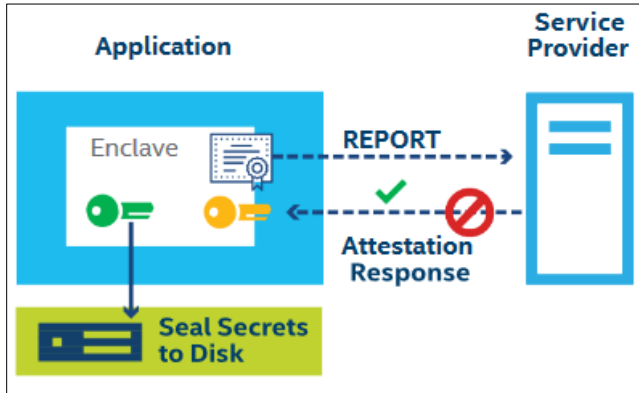 Application
Service
Provider
Enclave
REPORT
Attestation
Response
Seal Secrets
to Disk